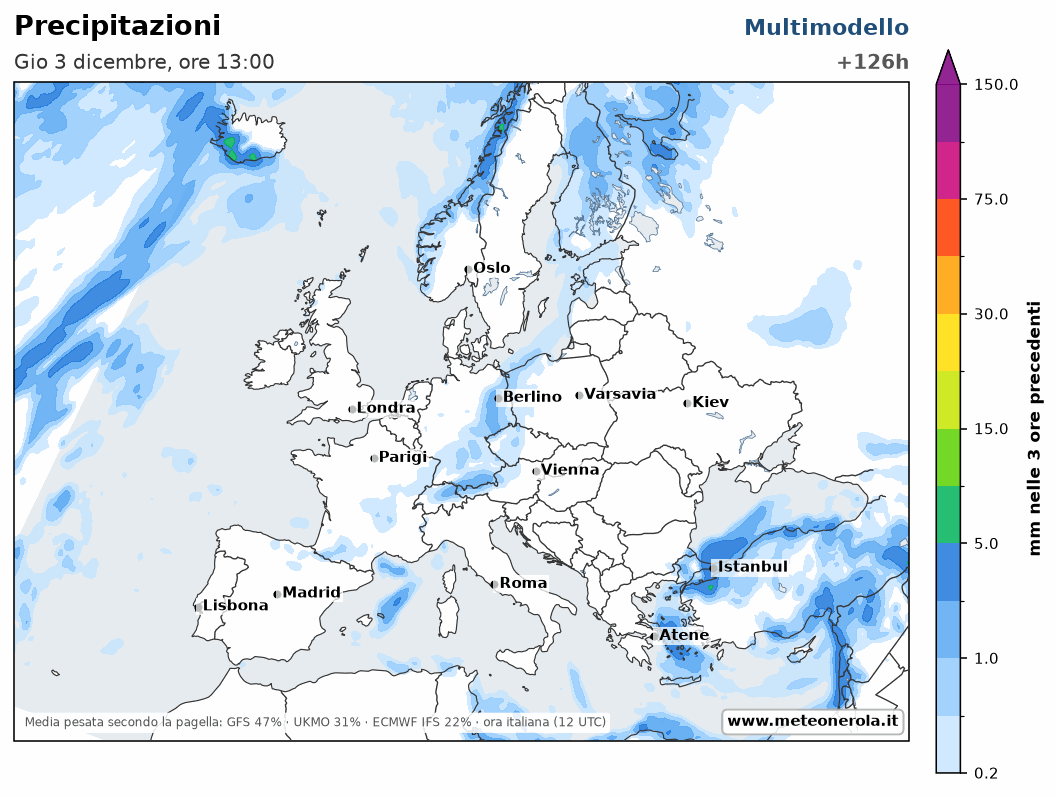 Precipitazioni
Multimodello
Gio 3 dicembre, ore 13:00
+126h
150.0
75.0
30.0
15.0
5.0
1.0
0.2
mm nelle 3 ore precedenti
Oslo
Berlino
Varsavia
Kiev
Londra
Parigi
Vienna
Istanbul
Roma
Madrid
Lisbona
Atene
Media pesata secondo la pagella: GFS 47% · UKMO 31% · ECMWF IFS 22% · ora italiana (12 UTC)
www.meteonerola.it